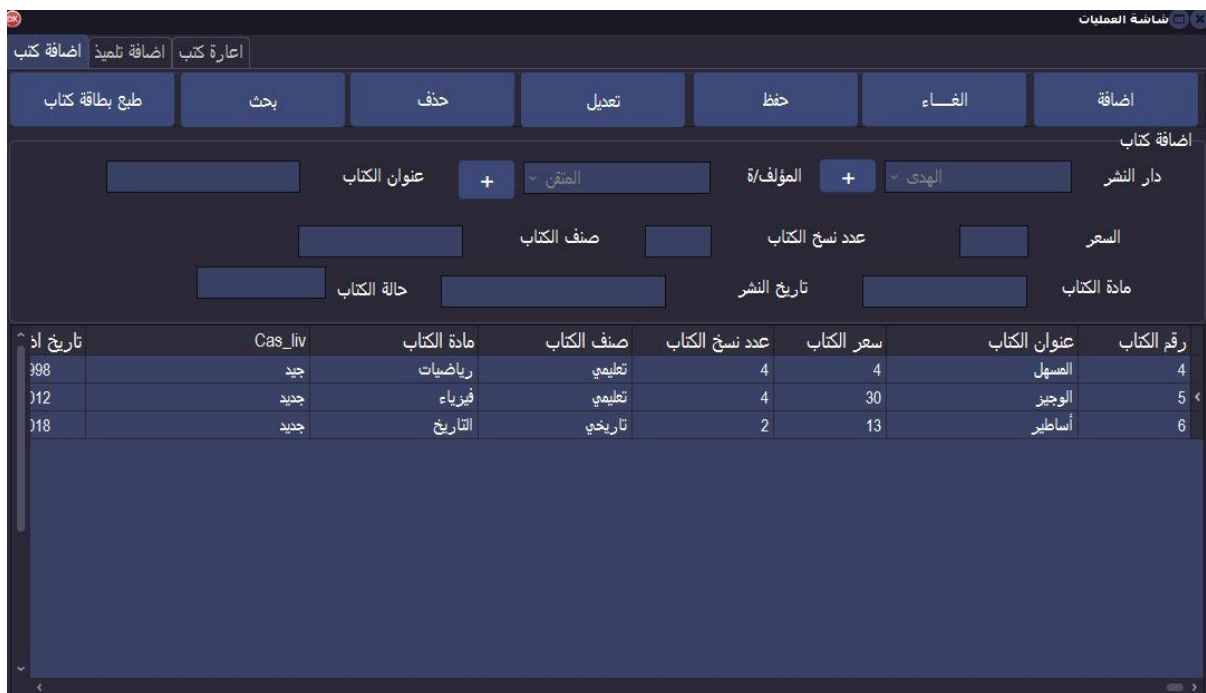 شاشة العمليات
اضافة كتب اضافة تلميذ اعارة كتب
اضافة الغـــاء حفظ تعديل حذف بحث طبع بطاقة كتاب
اضافة كتاب
دار النشر الهدى + المؤلف/ة المتقن + عنوان الكتاب
السعر عدد نسخ الكتاب صنف الكتاب
مادة الكتاب تاريخ النشر حالة الكتاب
رقم الكتاب عنوان الكتاب سعر الكتاب عدد نسخ الكتاب صنف الكتاب مادة الكتاب Cas_liv تاريخ
4 المسهل 4 4 تعليمي رياضيات جيد
5 الوجيز 30 4 تعليمي فيزياء جديد
6 أساطير 13 2 تاريخي التاريخ جديد